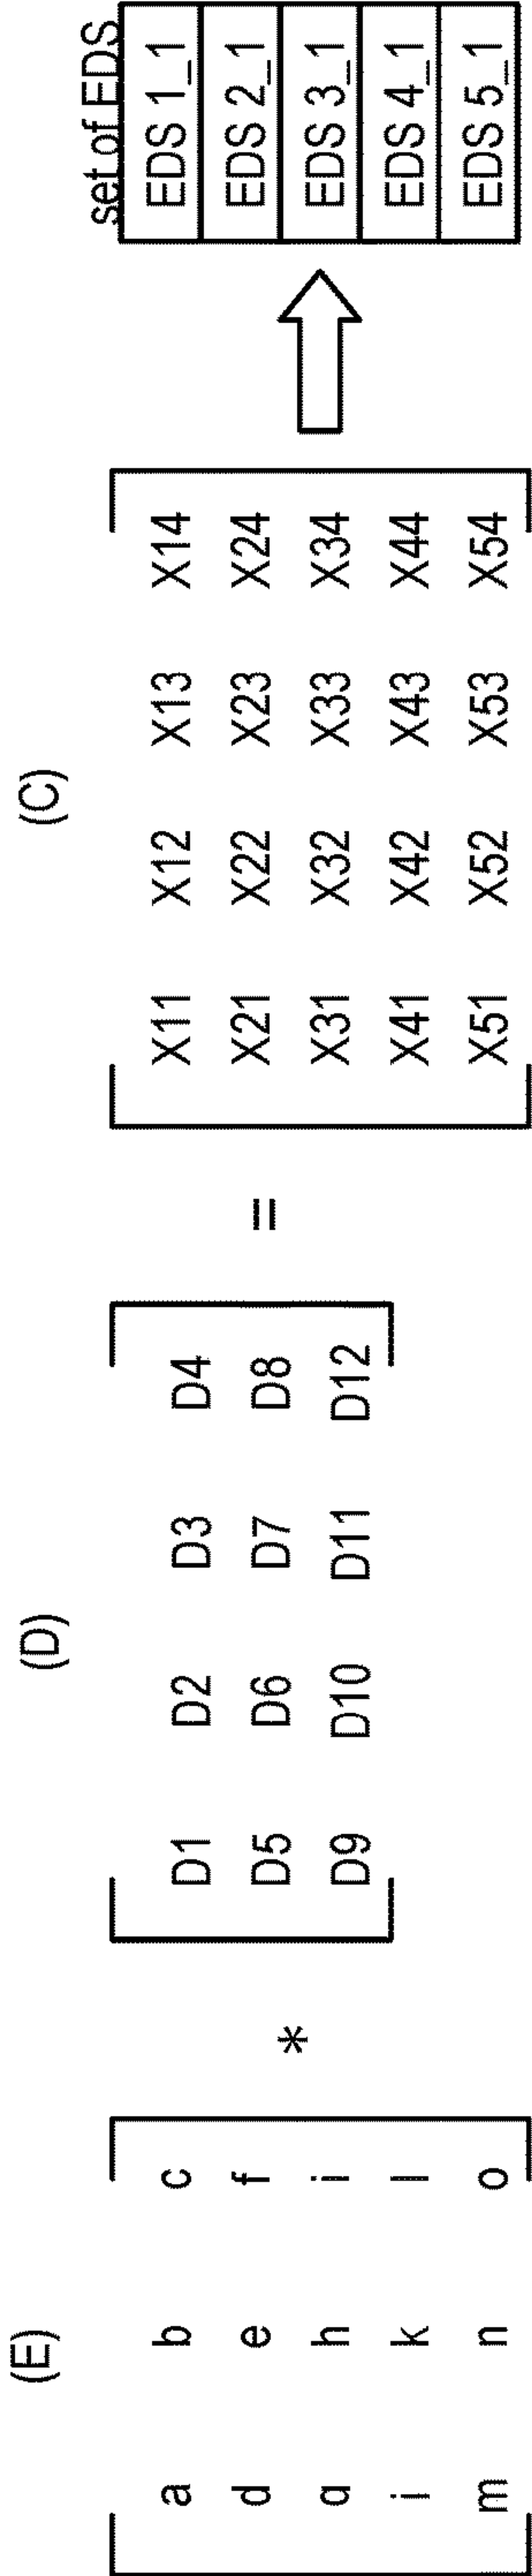 (E) (D) (C) set of EDS
a b c D1 D2 D3 D4 X11 X12 X13 X14 EDS 1_1
d e f * D5 D6 D7 D8 = X21 X22 X23 X24 EDS 2_1
g h i D9 D10 D11 D12 X31 X32 X33 X34 EDS 3_1
j k l X41 X42 X43 X44 EDS 4_1
m n o X51 X52 X53 X54 EDS 5_1